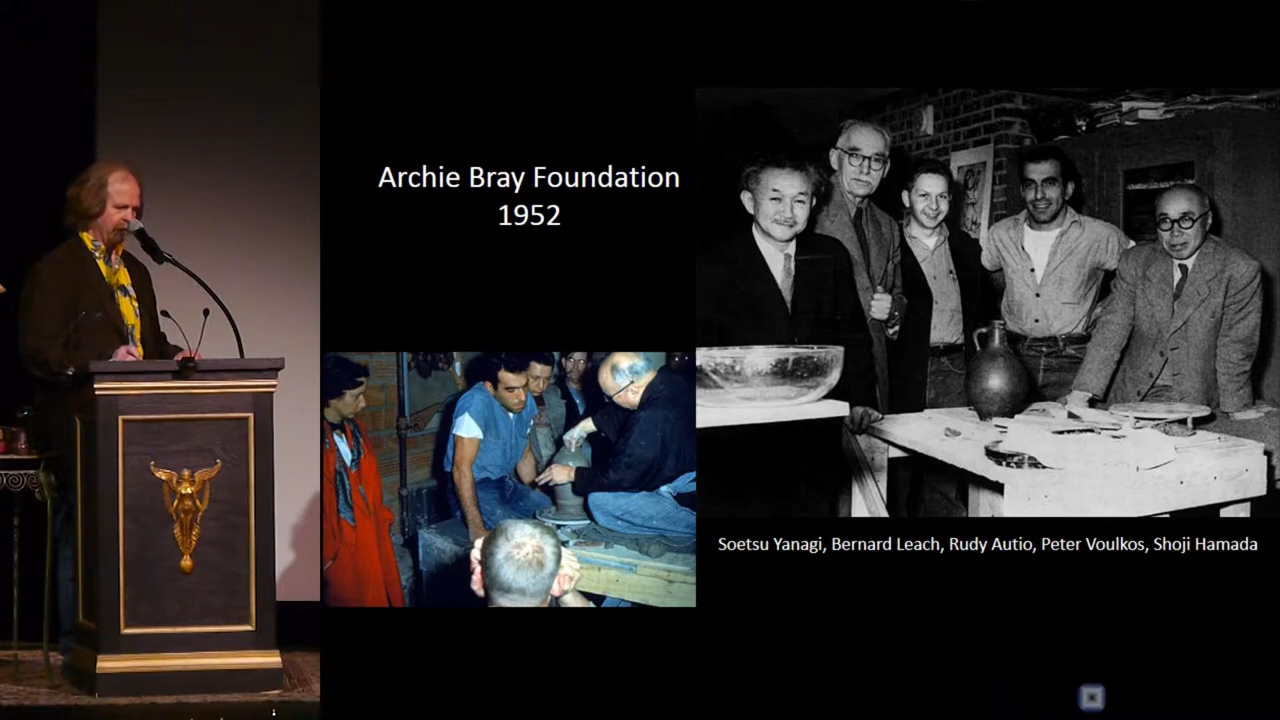 Archie Bray Foundation
1952
Soetsu Yanagi, Bernard Leach, Rudy Autio, Peter Voulkos, Shoji Hamada